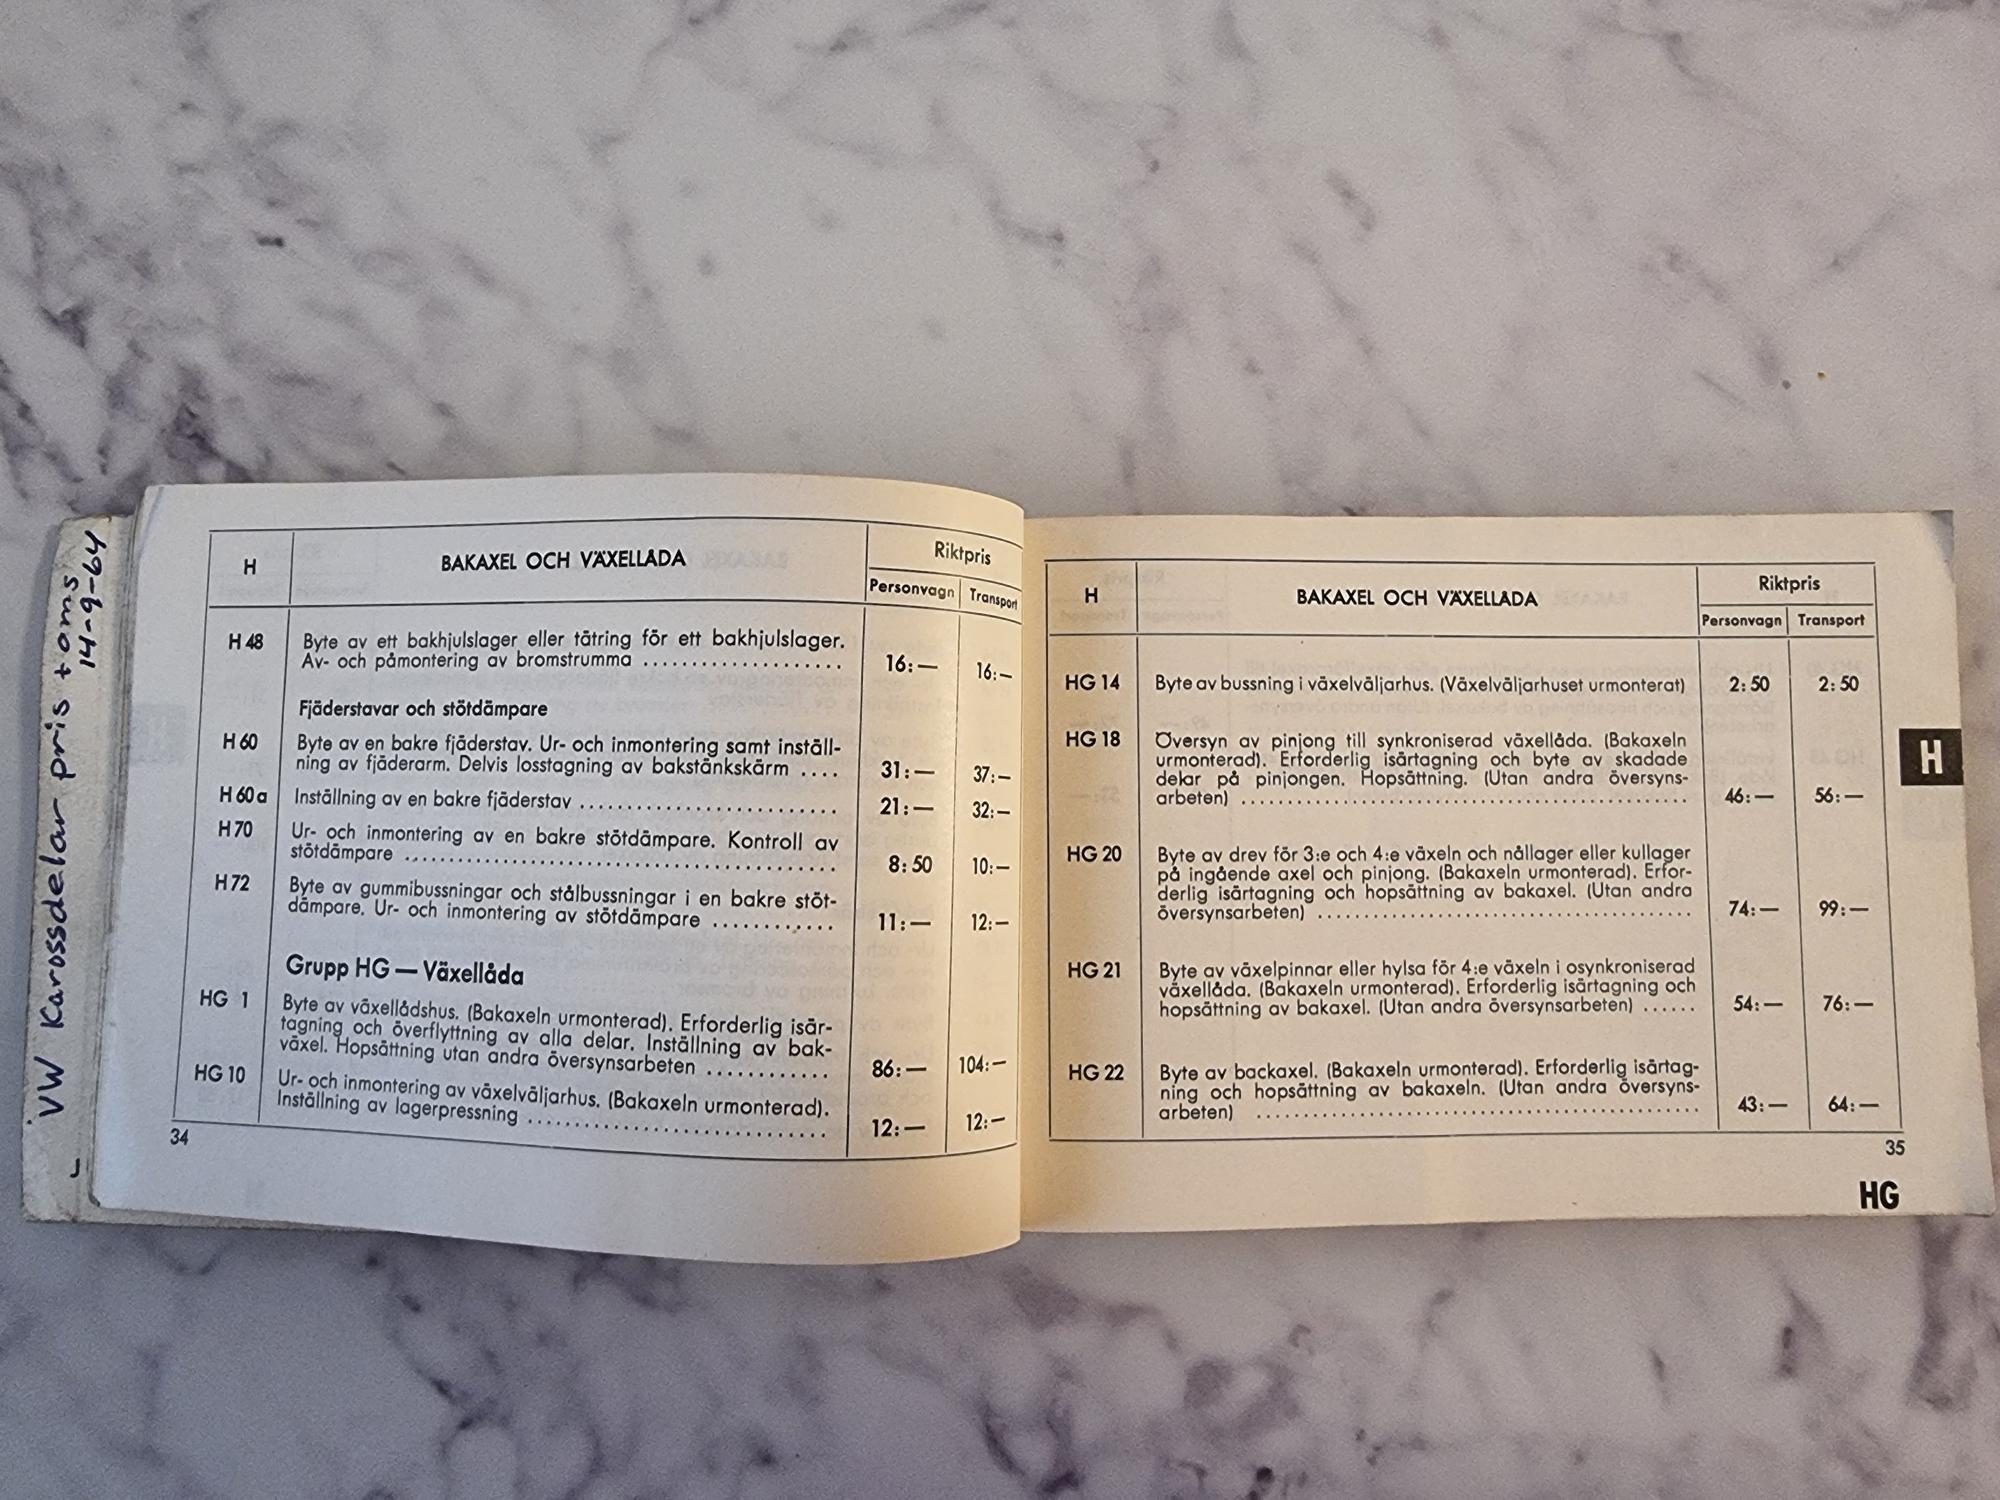 VW Karossdelar pris + oms
14-9-64
H
BAKAXEL OCH VÄXELLÅDA
Riktpris
Personvagn Transport
H 48 Byte av ett bakhjulslager eller tätring för ett bakhjulslager.
Av- och påmontering av bromstrumma .................... 16:— 16:—
Fjäderstavar och stötdämpare
H 60 Byte av en bakre fjäderstav. Ur- och inmontering samt inställ-
ning av fjäderarm. Delvis losstagning av bakstänkskärm .... 31:— 37:—
H 60 a Inställning av en bakre fjäderstav ........................... 21:— 32:—
H 70 Ur- och inmontering av en bakre stötdämpare. Kontroll av
stötdämpare ............................................. 8:50 10:—
H 72 Byte av gummibussningar och stålbussningar i en bakre stöt-
dämpare. Ur- och inmontering av stötdämpare ............ 11:— 12:—
Grupp HG — Växellåda
HG 1 Byte av växellådshus. (Bakaxeln urmonterad). Erforderlig isär-
tagning och överflyttning av alla delar. Inställning av bak-
växel. Hopsättning utan andra översynsarbeten ............ 86:— 104:—
HG 10 Ur- och inmontering av växelväljarhus. (Bakaxeln urmonterad).
Inställning av lagerpressning ............................... 12:— 12:—
34
H
BAKAXEL OCH VÄXELLÅDA
Riktpris
Personvagn Transport
HG 14 Byte av bussning i växelväljarhus. (Växelväljarhuset urmonterat) 2:50 2:50
HG 18 Översyn av pinjong till synkroniserad växellåda. (Bakaxeln
urmonterad). Erforderlig isärtagning och byte av skadade
delar på pinjongen. Hopsättning. (Utan andra översyns-
arbeten) ............................................. 46:— 56:—
HG 20 Byte av drev för 3:e och 4:e växeln och nållager eller kullager
på ingående axel och pinjong. (Bakaxeln urmonterad). Erfor-
derlig isärtagning och hopsättning av bakaxel. (Utan andra
översynsarbeten) ...................................... 74:— 99:—
HG 21 Byte av växelpinnar eller hylsa för 4:e växeln i osynkroniserad
växellåda. (Bakaxeln urmonterad). Erforderlig isärtagning och
hopsättning av bakaxel. (Utan andra översynsarbeten) ...... 54:— 76:—
HG 22 Byte av backaxel. (Bakaxeln urmonterad). Erforderlig isärtag-
ning och hopsättning av bakaxeln. (Utan andra översyns-
arbeten) ............................................. 43:— 64:—
35
H
HG